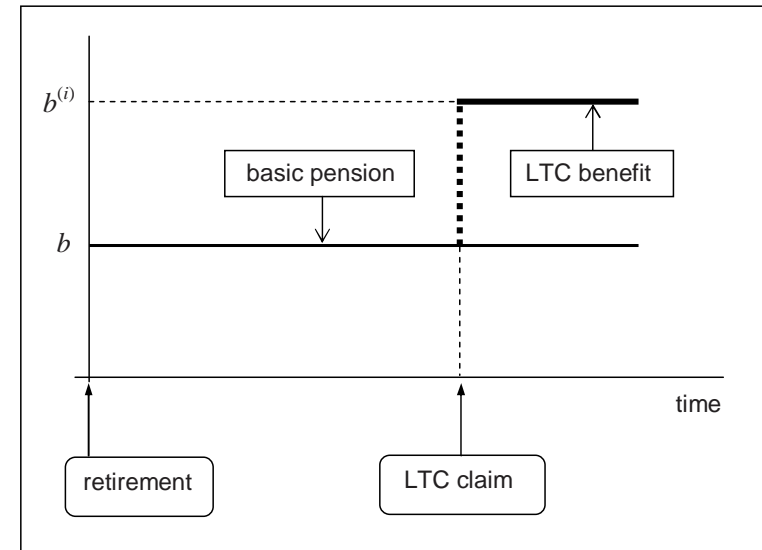 b^{(i)}
basic pension
LTC benefit
b
time
retirement
LTC claim